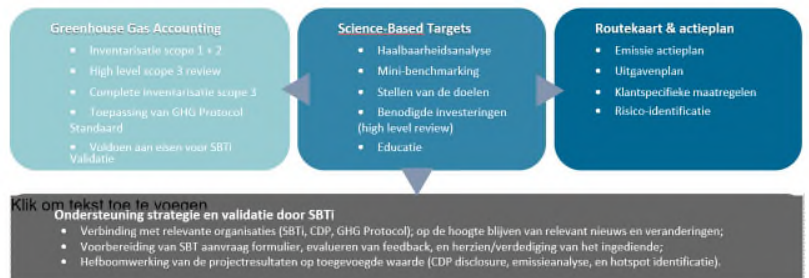 Greenhouse Gas Accounting
• Inventarisatie scope 1 + 2
• High level scope 3 review
• Complete inventarisatie scope 3
• Toepassing van GHG Protocol
Standaard
• Voldoen aan eisen voor SBTi
Validatie
Science-Based Targets
• Haalbaarheidsanalyse
• Mini-benchmarking
• Stellen van de doelen
• Benodigde investeringen
(high level review)
• Educatie
Routekaart & actieplan
• Emissie actieplan
• Uitgavenplan
• Klantspecifieke maatregelen
• Risico-identificatie
Klik om tekst toe te voegen
Ondersteuning strategie en validatie door SBTi
• Verbinding met relevante organisaties (SBTi, CDP, GHG Protocol); op de hoogte blijven van relevant nieuws en veranderingen;
• Voorbereiding van SBT aanvraag formulier, evalueren van feedback, en herzien/verdediging van het ingediende;
• Hefboomwerking van de projectresultaten op toegevoegde waarde (CDP disclosure, emissieanalyse, en hotspot identificatie).